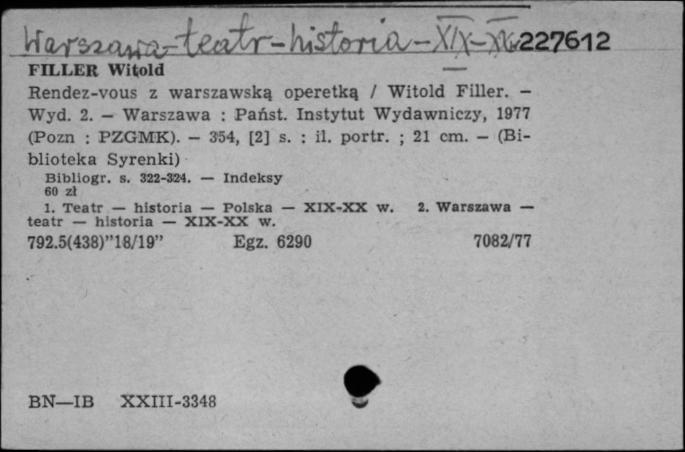 Warszawa-teatr-historia-XIX-XX w 227612
FILLER Witold
Rendez-vous z warszawską operetką / Witold Filler. —
Wyd. 2. — Warszawa : Państ. Instytut Wydawniczy, 1977
(Pozn : PZGMK). — 354, [2] s. : il. portr. ; 21 cm. — (Bi-
blioteka Syrenki)
Bibliogr. s. 322-324. — Indeksy
60 zł
1. Teatr — historia — Polska — XIX-XX w. 2. Warszawa —
teatr — historia — XIX-XX w.
792.5(438)"18/19" Egz. 6290 7082/77
BN—IB XXIII-3348